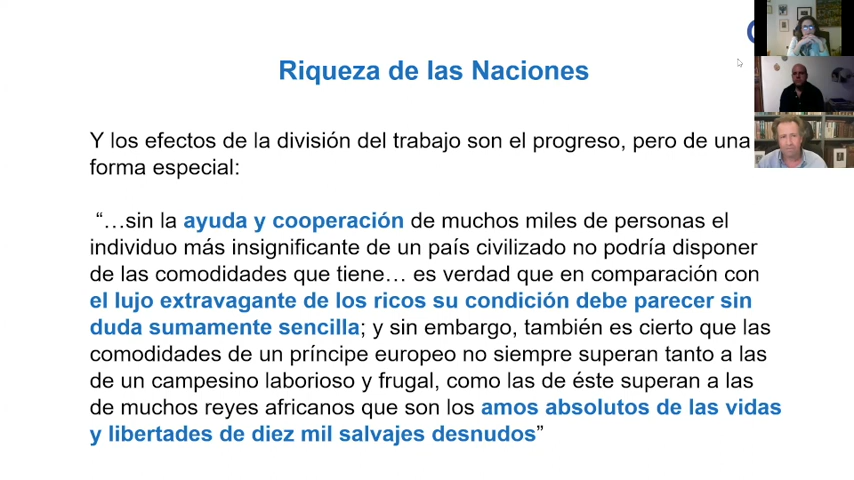 Riqueza de las Naciones
Y los efectos de la división del trabajo son el progreso, pero de una
forma especial:
“…sin la ayuda y cooperación de muchos miles de personas el
individuo más insignificante de un país civilizado no podría disponer
de las comodidades que tiene… es verdad que en comparación con
el lujo extravagante de los ricos su condición debe parecer sin
duda sumamente sencilla; y sin embargo, también es cierto que las
comodidades de un príncipe europeo no siempre superan tanto a las
de un campesino laborioso y frugal, como las de éste superan a las
de muchos reyes africanos que son los amos absolutos de las vidas
y libertades de diez mil salvajes desnudos”